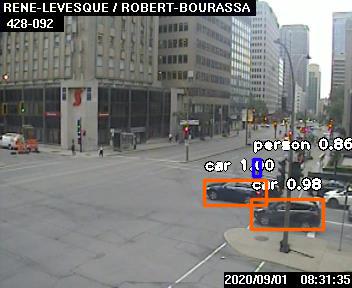 RENE-LEVESQUE / ROBERT-BOURASSA
428-092
person 0.86
car 1.00
car 0.98
2020/09/01 08:31:35